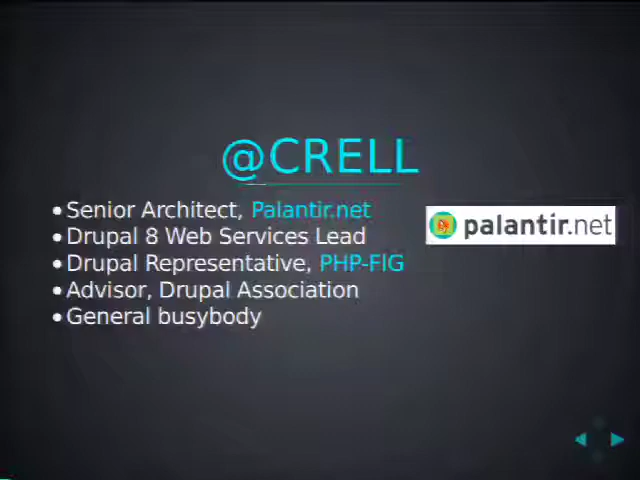 @CRELL
•Senior Architect, Palantir.net
•Drupal 8 Web Services Lead
•Drupal Representative, PHP-FIG
•Advisor, Drupal Association
•General busybody
palantir.net